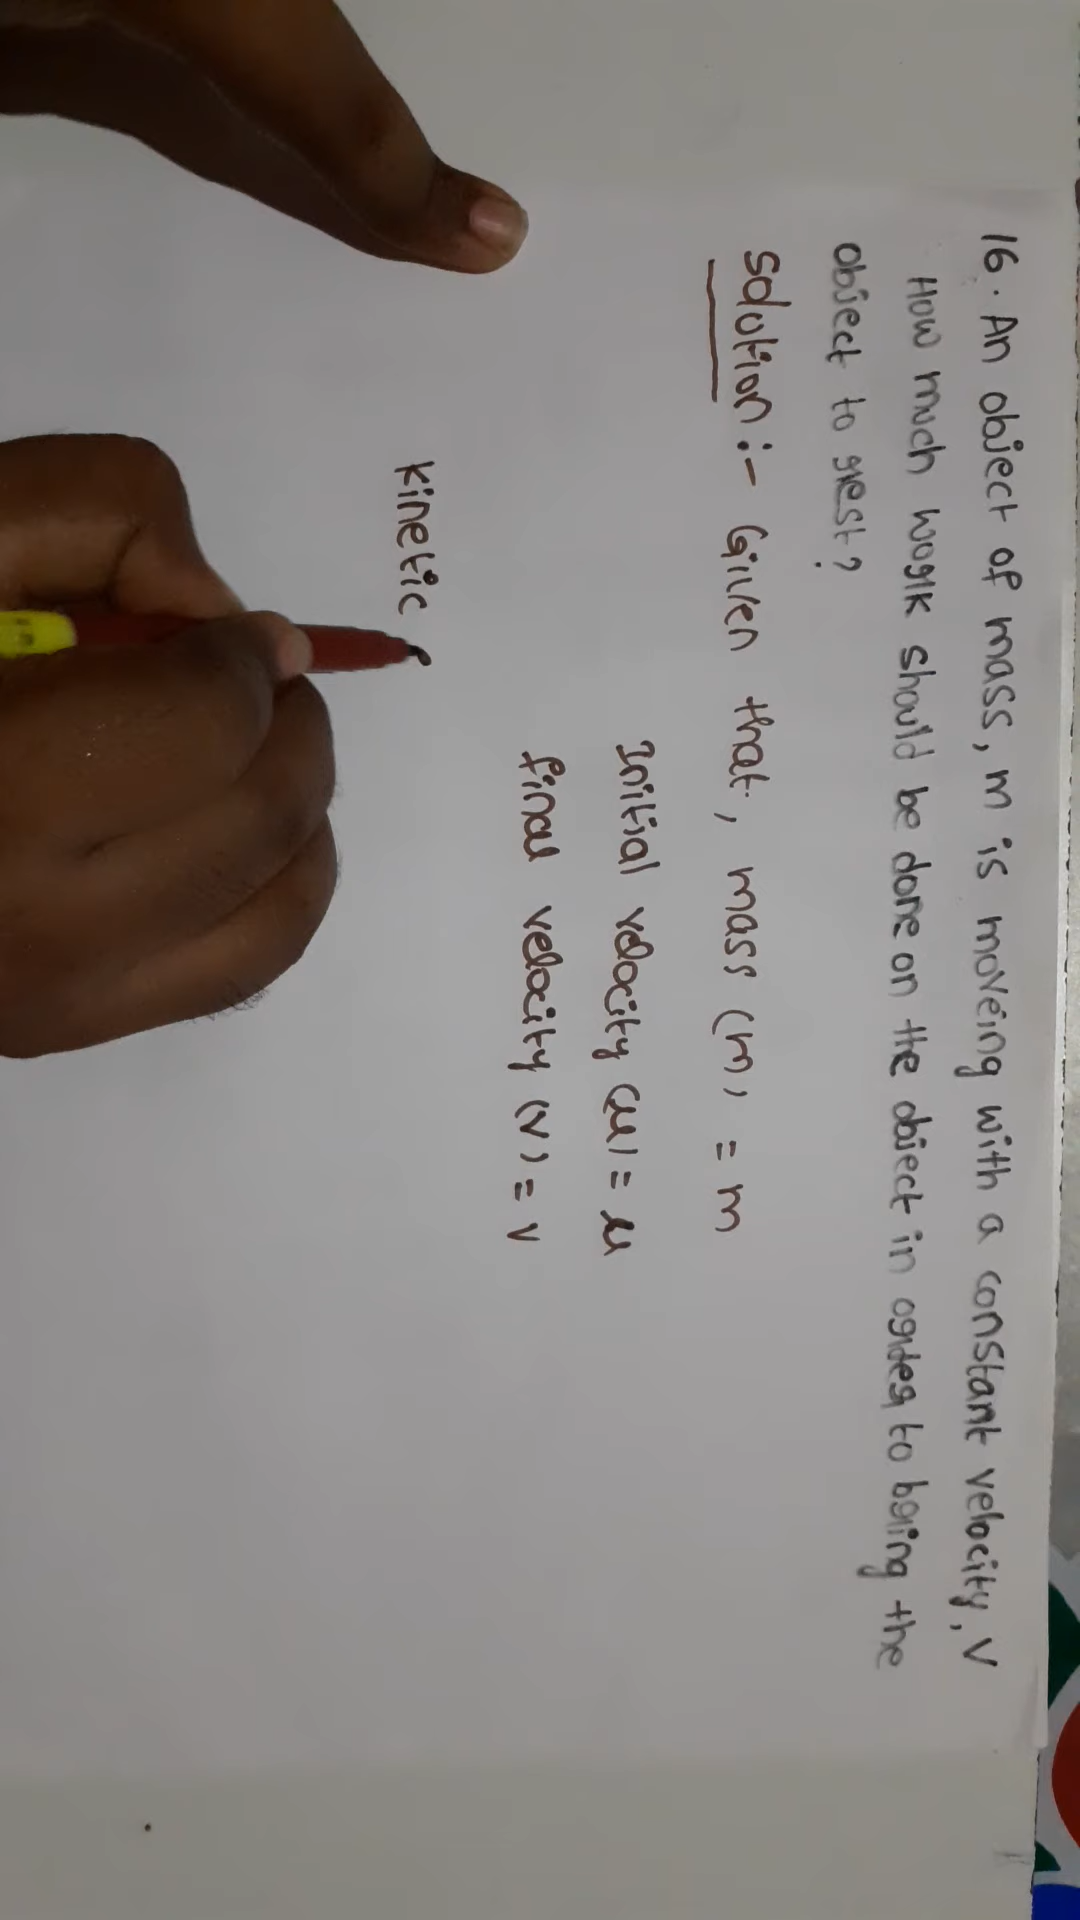 16. An object of mass, m is moveing with a constant velocity, v
How much work should be done on the object in order to bring the
object to rest?
Solution :- Given that, mass (m) = m
Initial velocity (u) = u
final velocity (v) = v
Kinetic